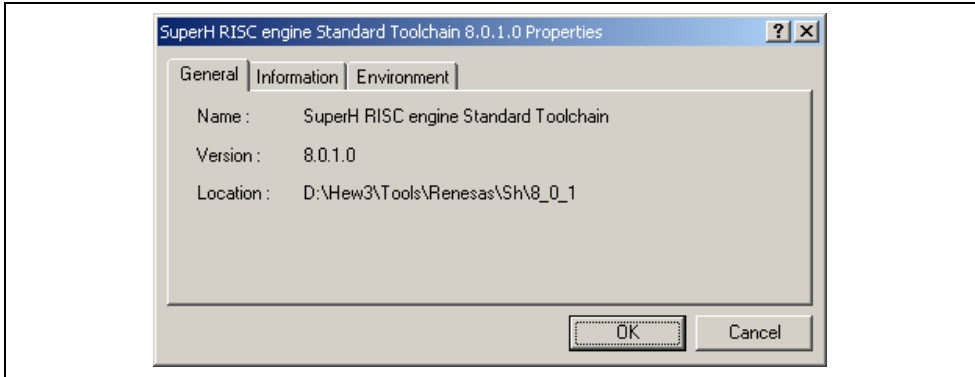 SuperH RISC engine Standard Toolchain 8.0.1.0 Properties
General Information Environment
Name : SuperH RISC engine Standard Toolchain
Version : 8.0.1.0
Location : D:\Hew3\Tools\Renesas\Sh\8_0_1
OK Cancel